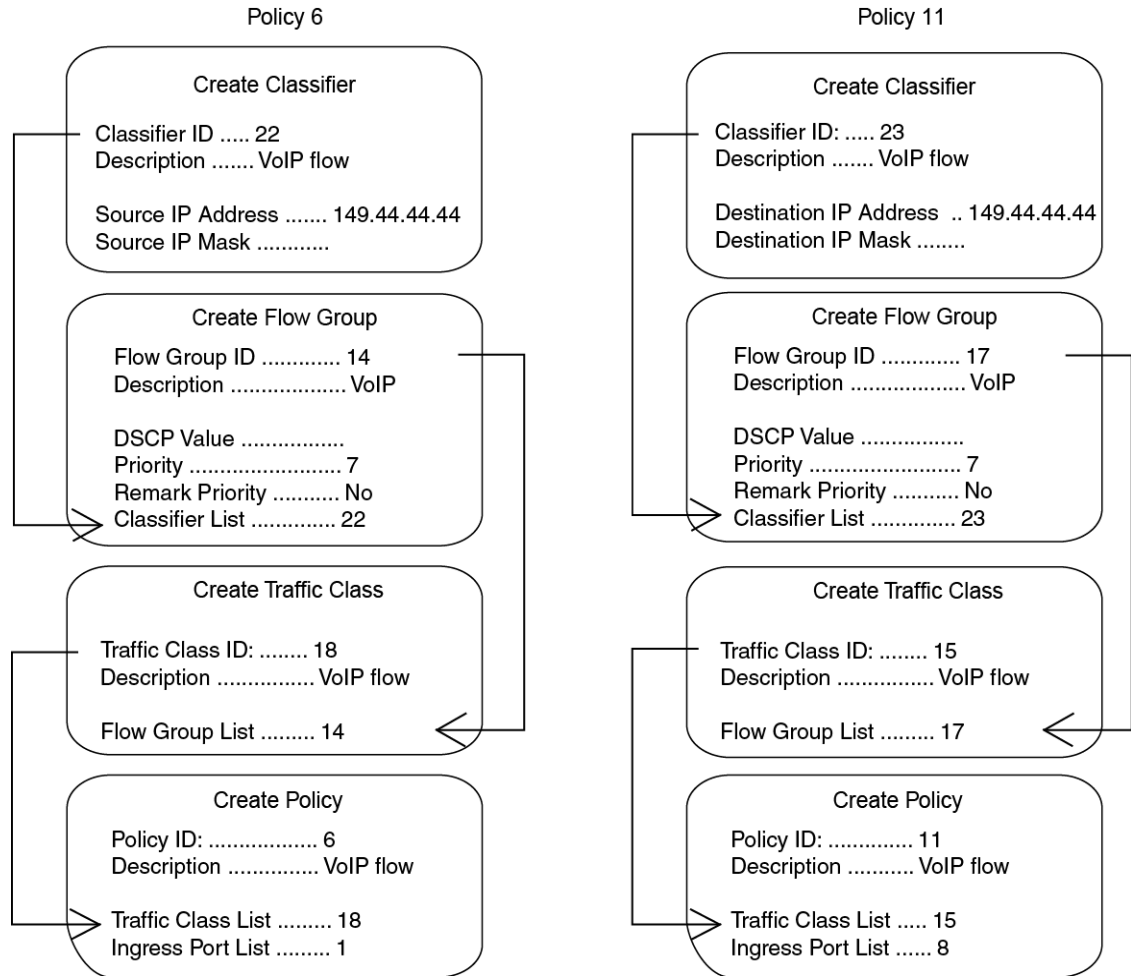 Policy 6
Create Classifier
Classifier ID ..... 22
Description ....... VoIP flow
Source IP Address ....... 149.44.44.44
Source IP Mask ............
Create Flow Group
Flow Group ID ............. 14
Description ................... VoIP
DSCP Value .................
Priority ......................... 7
Remark Priority ........... No
Classifier List .............. 22
Create Traffic Class
Traffic Class ID: ........ 18
Description ................ VoIP flow
Flow Group List ......... 14
Create Policy
Policy ID: .................. 6
Description ............... VoIP flow
Traffic Class List ......... 18
Ingress Port List ......... 1
Policy 11
Create Classifier
Classifier ID: ..... 23
Description ....... VoIP flow
Destination IP Address .. 149.44.44.44
Destination IP Mask ........
Create Flow Group
Flow Group ID ............. 17
Description ................... VoIP
DSCP Value .................
Priority ......................... 7
Remark Priority ........... No
Classifier List .............. 23
Create Traffic Class
Traffic Class ID: ........ 15
Description ................ VoIP flow
Flow Group List ......... 17
Create Policy
Policy ID: .................. 11
Description ............... VoIP flow
Traffic Class List ..... 15
Ingress Port List ...... 8